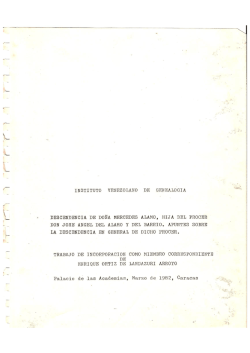 INSTITUTO VENEZOLANO DE GENEALOGIA
DESCENDENCIA DE DOÑA MERCEDES ALAMO, HIJA DEL PROCER
DON JOSE ANGEL DEL ALAMO Y DEL BARRIO, APUNTES SOBRE
LA DESCENDENCIA EN GENERAL DE DICHO PROCER.
TRABAJO DE INCORPORACION COMO MIEMBRO CORRESPONDIENTE
DE
ENRIQUE ORTIZ DE LANDAZURI ARROYO
Palacio de las Academias, Marzo de 1982, Caracas